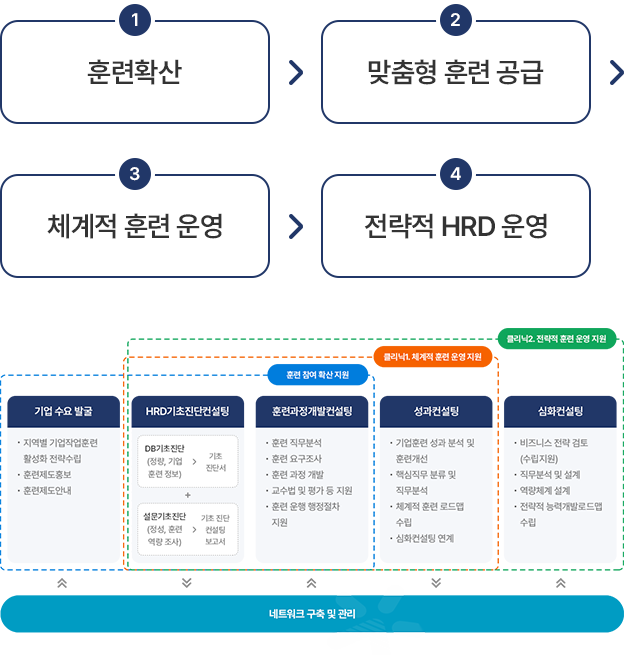 1
훈련확산
2
맞춤형 훈련 공급
3
체계적 훈련 운영
4
전략적 HRD 운영
클리닉2. 전략적 훈련 운영 지원
클리닉1. 체계적 훈련 운영 지원
훈련 참여 확산 지원
기업 수요 발굴
· 지역별 기업작업훈련
활성화 전략수립
· 훈련제도홍보
· 훈련제도안내
HRD기초진단컨설팅
DB기초진단
(정량, 기업
훈련 정보)
기초
진단서
+
설문기초진단
(정성, 훈련
역량 조사)
기초 진단
컨설팅
보고서
훈련과정개발컨설팅
· 훈련 직무분석
· 훈련 요구조사
· 훈련 과정 개발
· 교수법 및 평가 등 지원
· 훈련 운행 행정절차
지원
성과컨설팅
· 기업훈련 성과 분석 및
훈련개선
· 핵심직무 분류 및
직무분석
· 체계적 훈련 로드맵
수립
· 심화컨설팅 연계
심화컨설팅
· 비즈니스 전략 검토
(수립지원)
· 직무분석 및 설계
· 역량체계 설계
· 전략적 능력개발로드맵
수립
네트워크 구축 및 관리